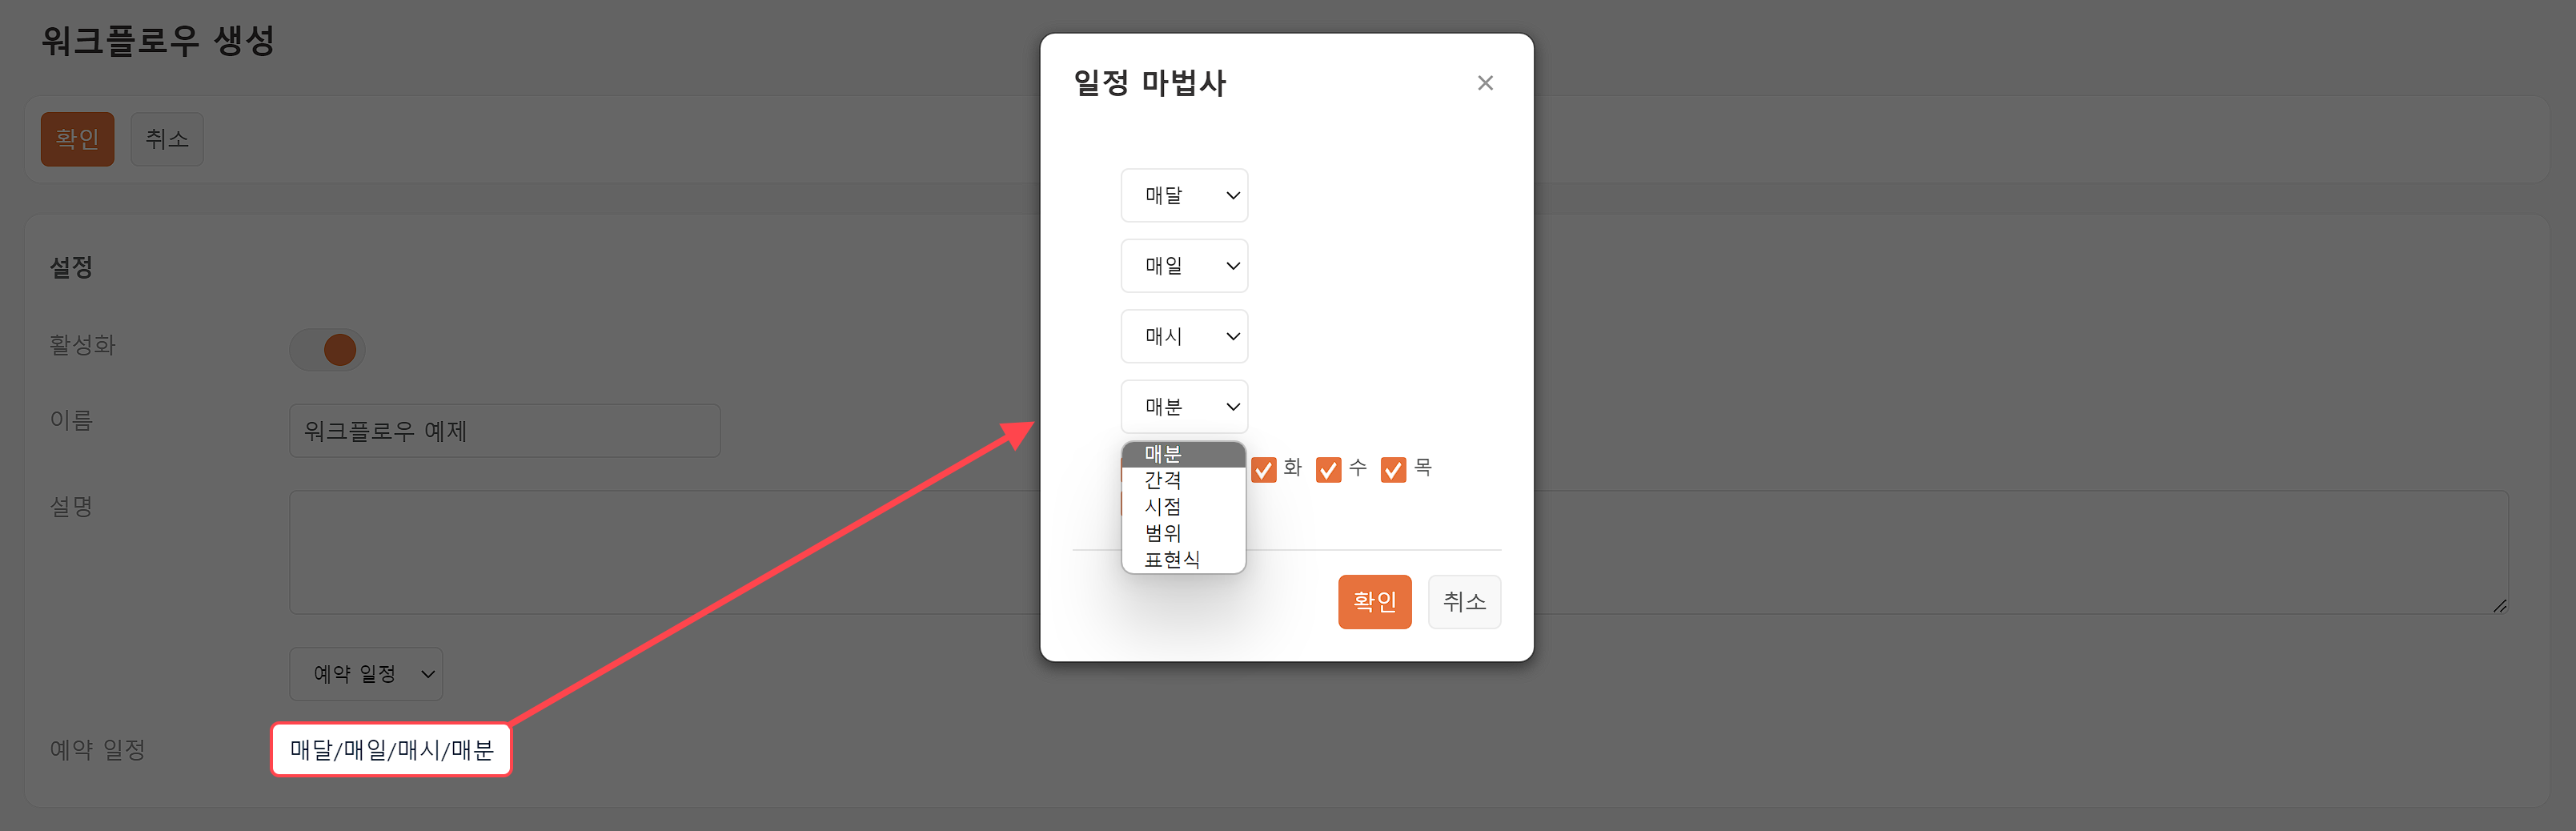 워크플로우 생성
확인 취소
설정
활성화
이름
워크플로우 예제
설명
예약 일정
예약 일정
매달/매일/매시/매분
일정 마법사
매달
매일
매시
매분
매분
간격
시점
범위
표현식
화 수 목
확인 취소